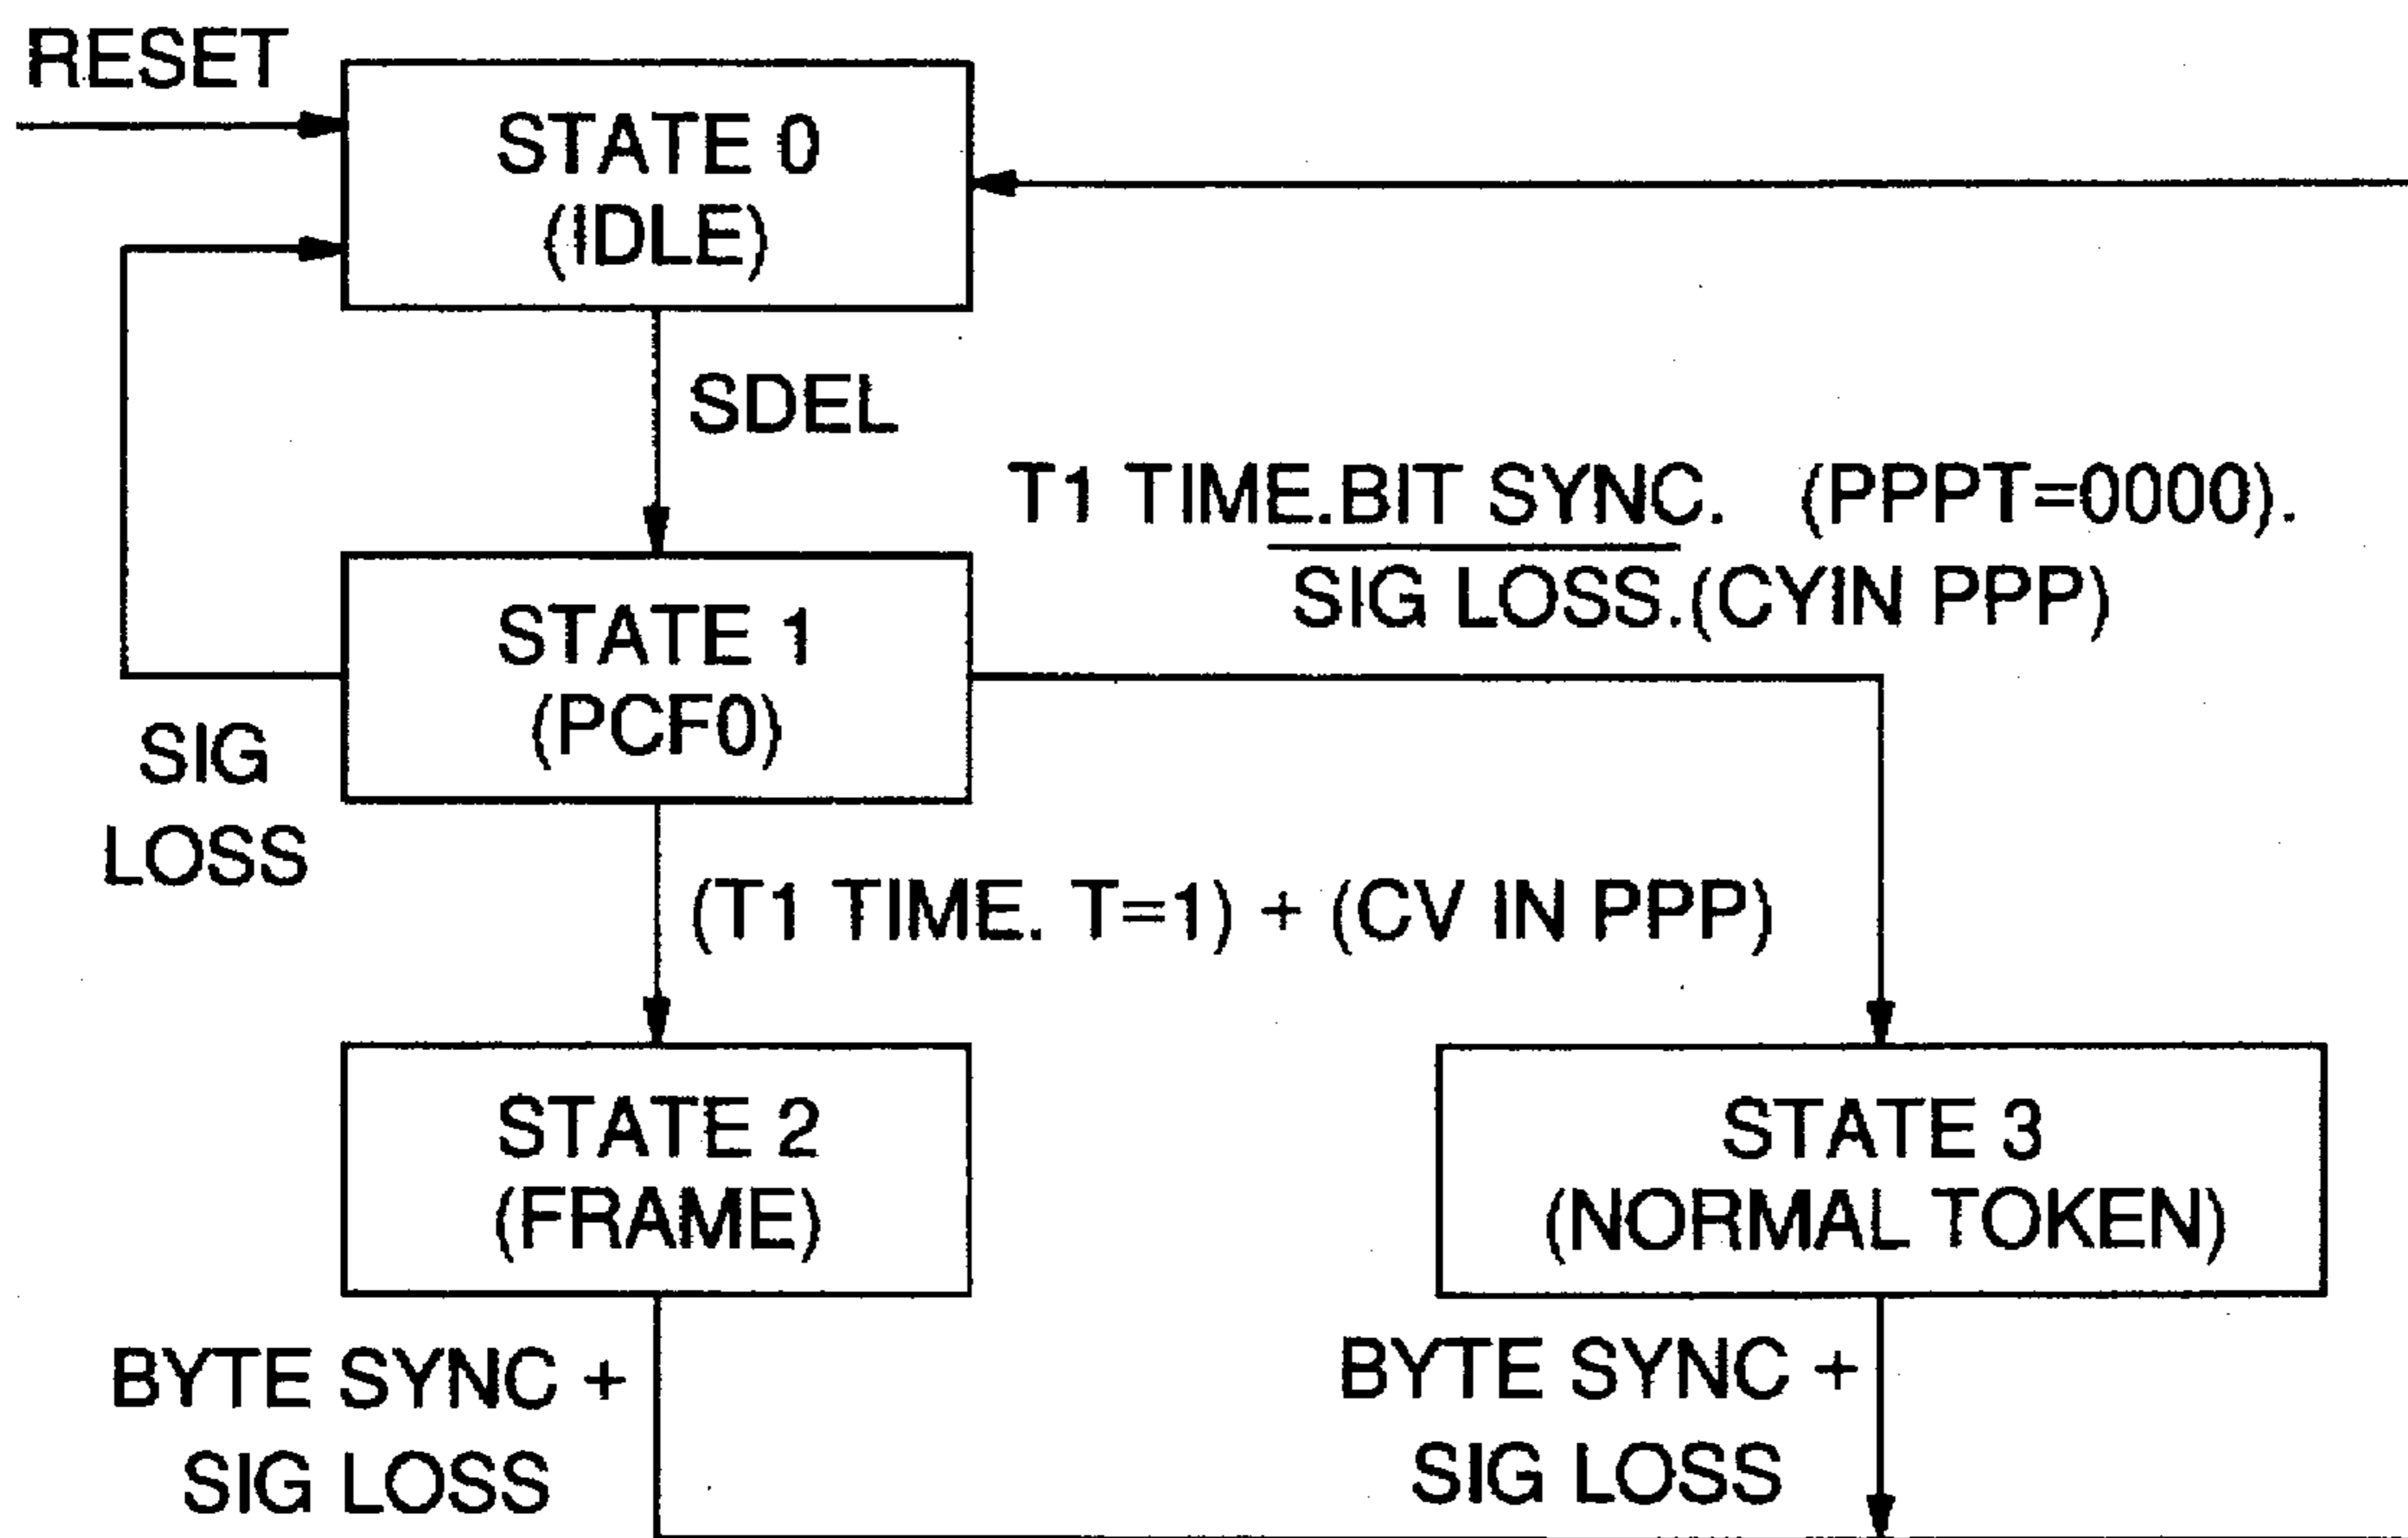 RESET
STATE 0
(IDLE)
SDEL
T1 TIME.BIT SYNC. (PPPT=0000).
SIG LOSS.(CYIN PPP)
STATE 1
(PCF0)
SIG
LOSS
(T1 TIME. T=1) + (CV IN PPP)
STATE 2
(FRAME)
STATE 3
(NORMAL TOKEN)
BYTE SYNC +
SIG LOSS
BYTE SYNC +
SIG LOSS